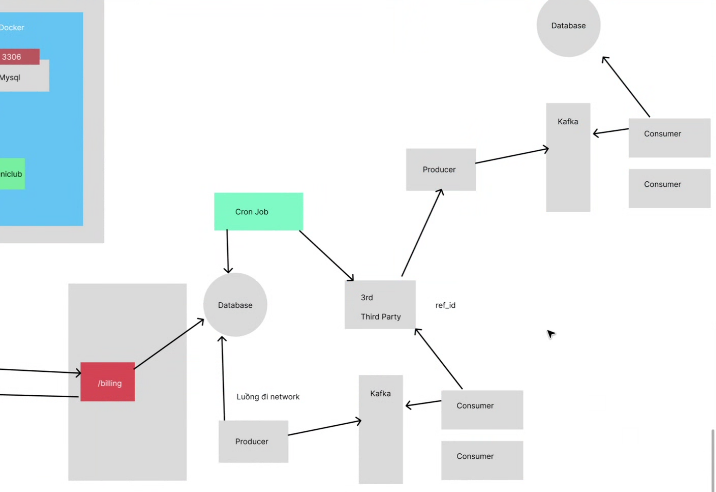 Docker
3306
Mysql
niclub
Database
Kafka
Consumer
Producer
Consumer
Cron Job
3rd
Third Party
ref_id
Database
/billing
Luồng đi network
Kafka
Consumer
Producer
Consumer